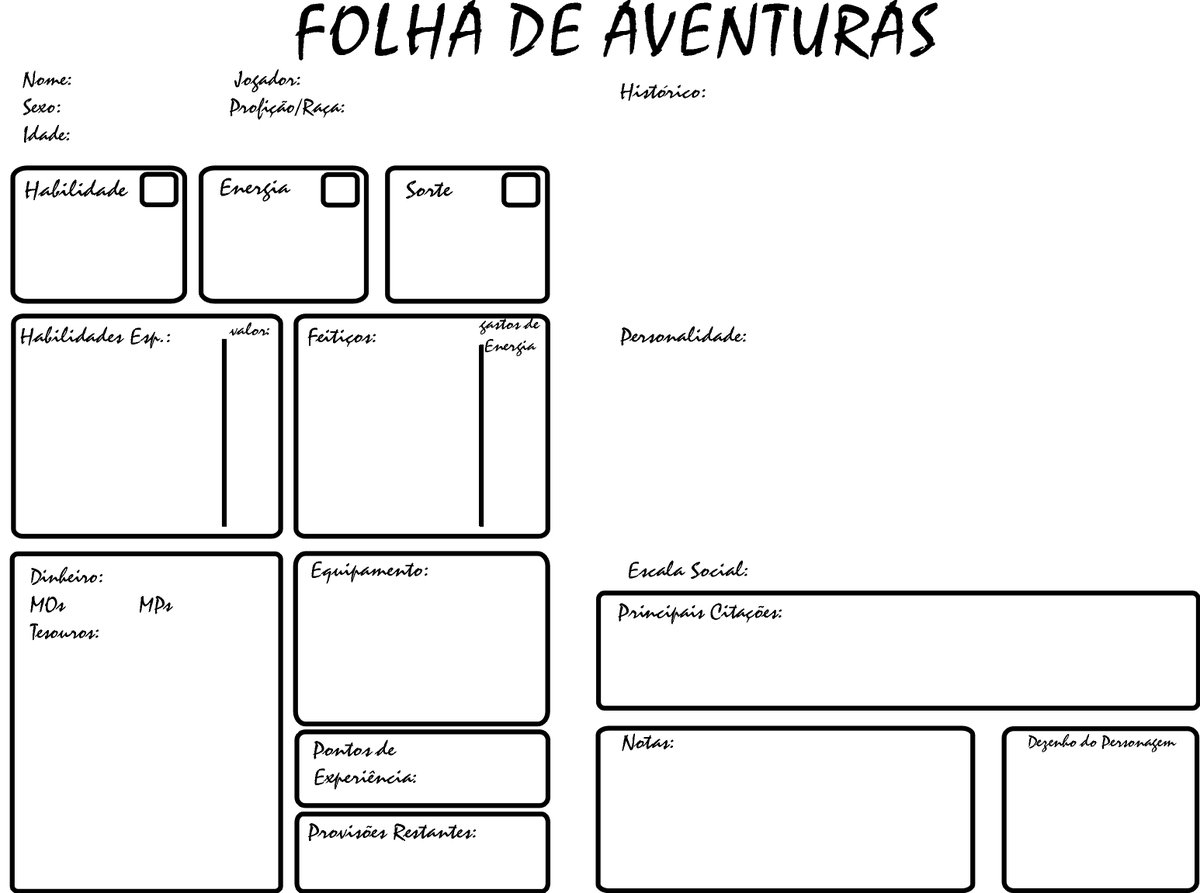 FOLHA DE AVENTURAS
Nome:
Jogador:
Sexo:
Profição/Raça:
Idade:
Habilidade
Energia
Sorte
Habilidades Esp.:
valor:
Feitiços:
gastos de
Energia
Dinheiro:
MOs
MPs
Tesouros:
Equipamento:
Pontos de
Experiência:
Provisões Restantes:
Histórico:
Personalidade:
Escala Social:
Principais Citações:
Notas:
Dezenho do Personagem